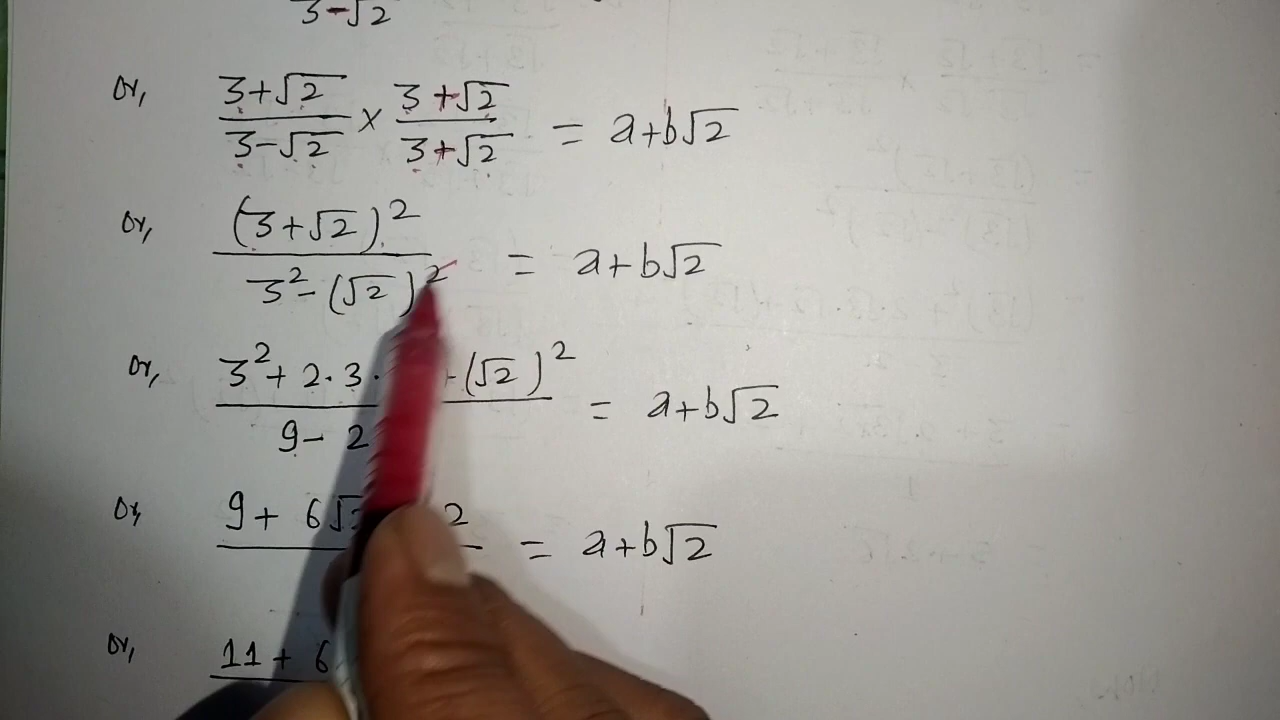 3-√2
Or, 3+√2 / 3-√2 × 3+√2 / 3+√2 = a+b√2
Or, (3+√2)² / 3²-(√2)² = a+b√2
Or, 3²+2·3· +(√2)² / 9-2 = a+b√2
Or, 9+ 6√2 2 = a+b√2
Or, 11+6